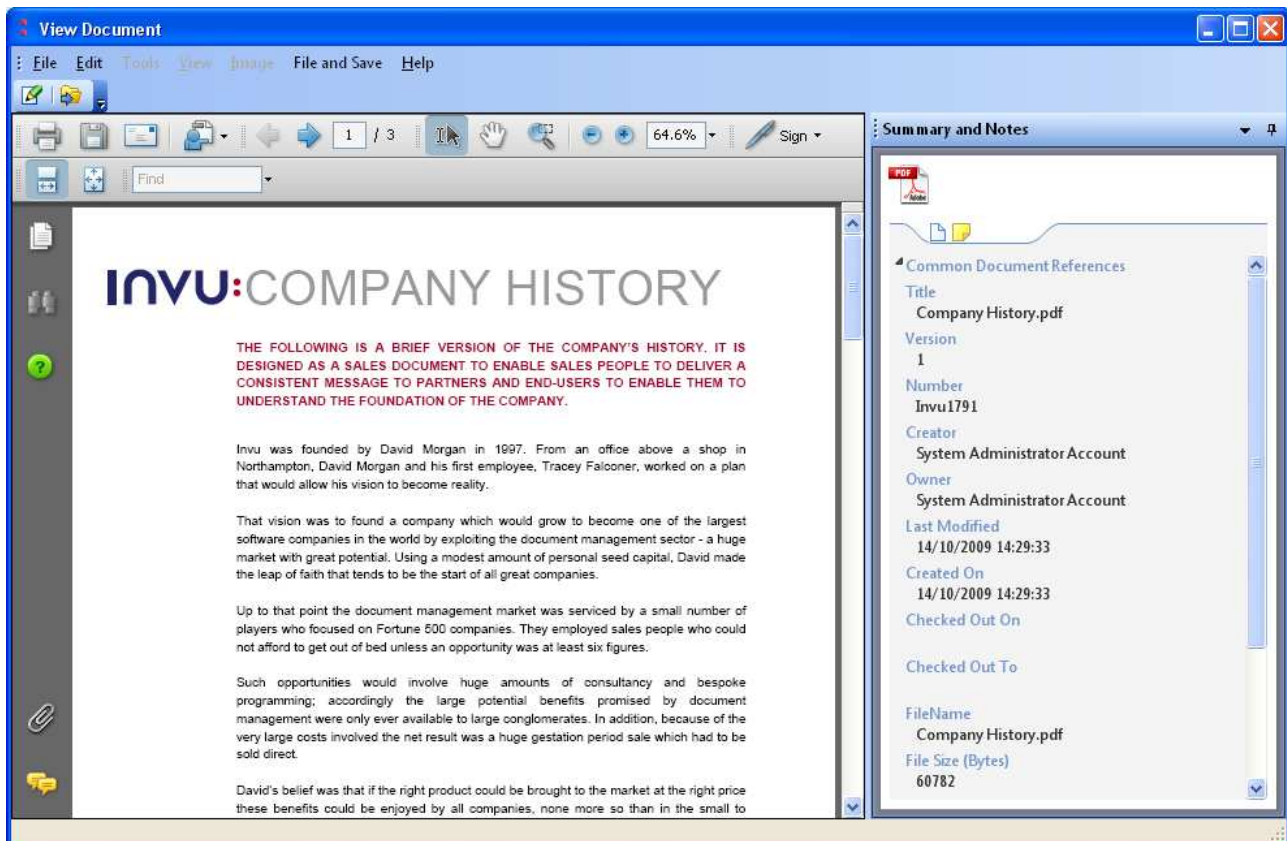 View Document
File Edit Tools View Image File and Save Help
1 / 3 64.6% Sign
Find
INVU:COMPANY HISTORY
THE FOLLOWING IS A BRIEF VERSION OF THE COMPANY'S HISTORY. IT IS
DESIGNED AS A SALES DOCUMENT TO ENABLE SALES PEOPLE TO DELIVER A
CONSISTENT MESSAGE TO PARTNERS AND END-USERS TO ENABLE THEM TO
UNDERSTAND THE FOUNDATION OF THE COMPANY.
Invu was founded by David Morgan in 1997. From an office above a shop in
Northampton, David Morgan and his first employee, Tracey Falconer, worked on a plan
that would allow his vision to become reality.
That vision was to found a company which would grow to become one of the largest
software companies in the world by exploiting the document management sector - a huge
market with great potential. Using a modest amount of personal seed capital, David made
the leap of faith that tends to be the start of all great companies.
Up to that point the document management market was serviced by a small number of
players who focused on Fortune 500 companies. They employed sales people who could
not afford to get out of bed unless an opportunity was at least six figures.
Such opportunities would involve huge amounts of consultancy and bespoke
programming; accordingly the large potential benefits promised by document
management were only ever available to large conglomerates. In addition, because of the
very large costs involved the net result was a huge gestation period sale which had to be
sold direct.
David's belief was that if the right product could be brought to the market at the right price
these benefits could be enjoyed by all companies, none more so than in the small to
Summary and Notes
PDF
Adobe
Common Document References
Title
Company History.pdf
Version
1
Number
Invu1791
Creator
System Administrator Account
Owner
System Administrator Account
Last Modified
14/10/2009 14:29:33
Created On
14/10/2009 14:29:33
Checked Out On
Checked Out To
FileName
Company History.pdf
File Size (Bytes)
60782